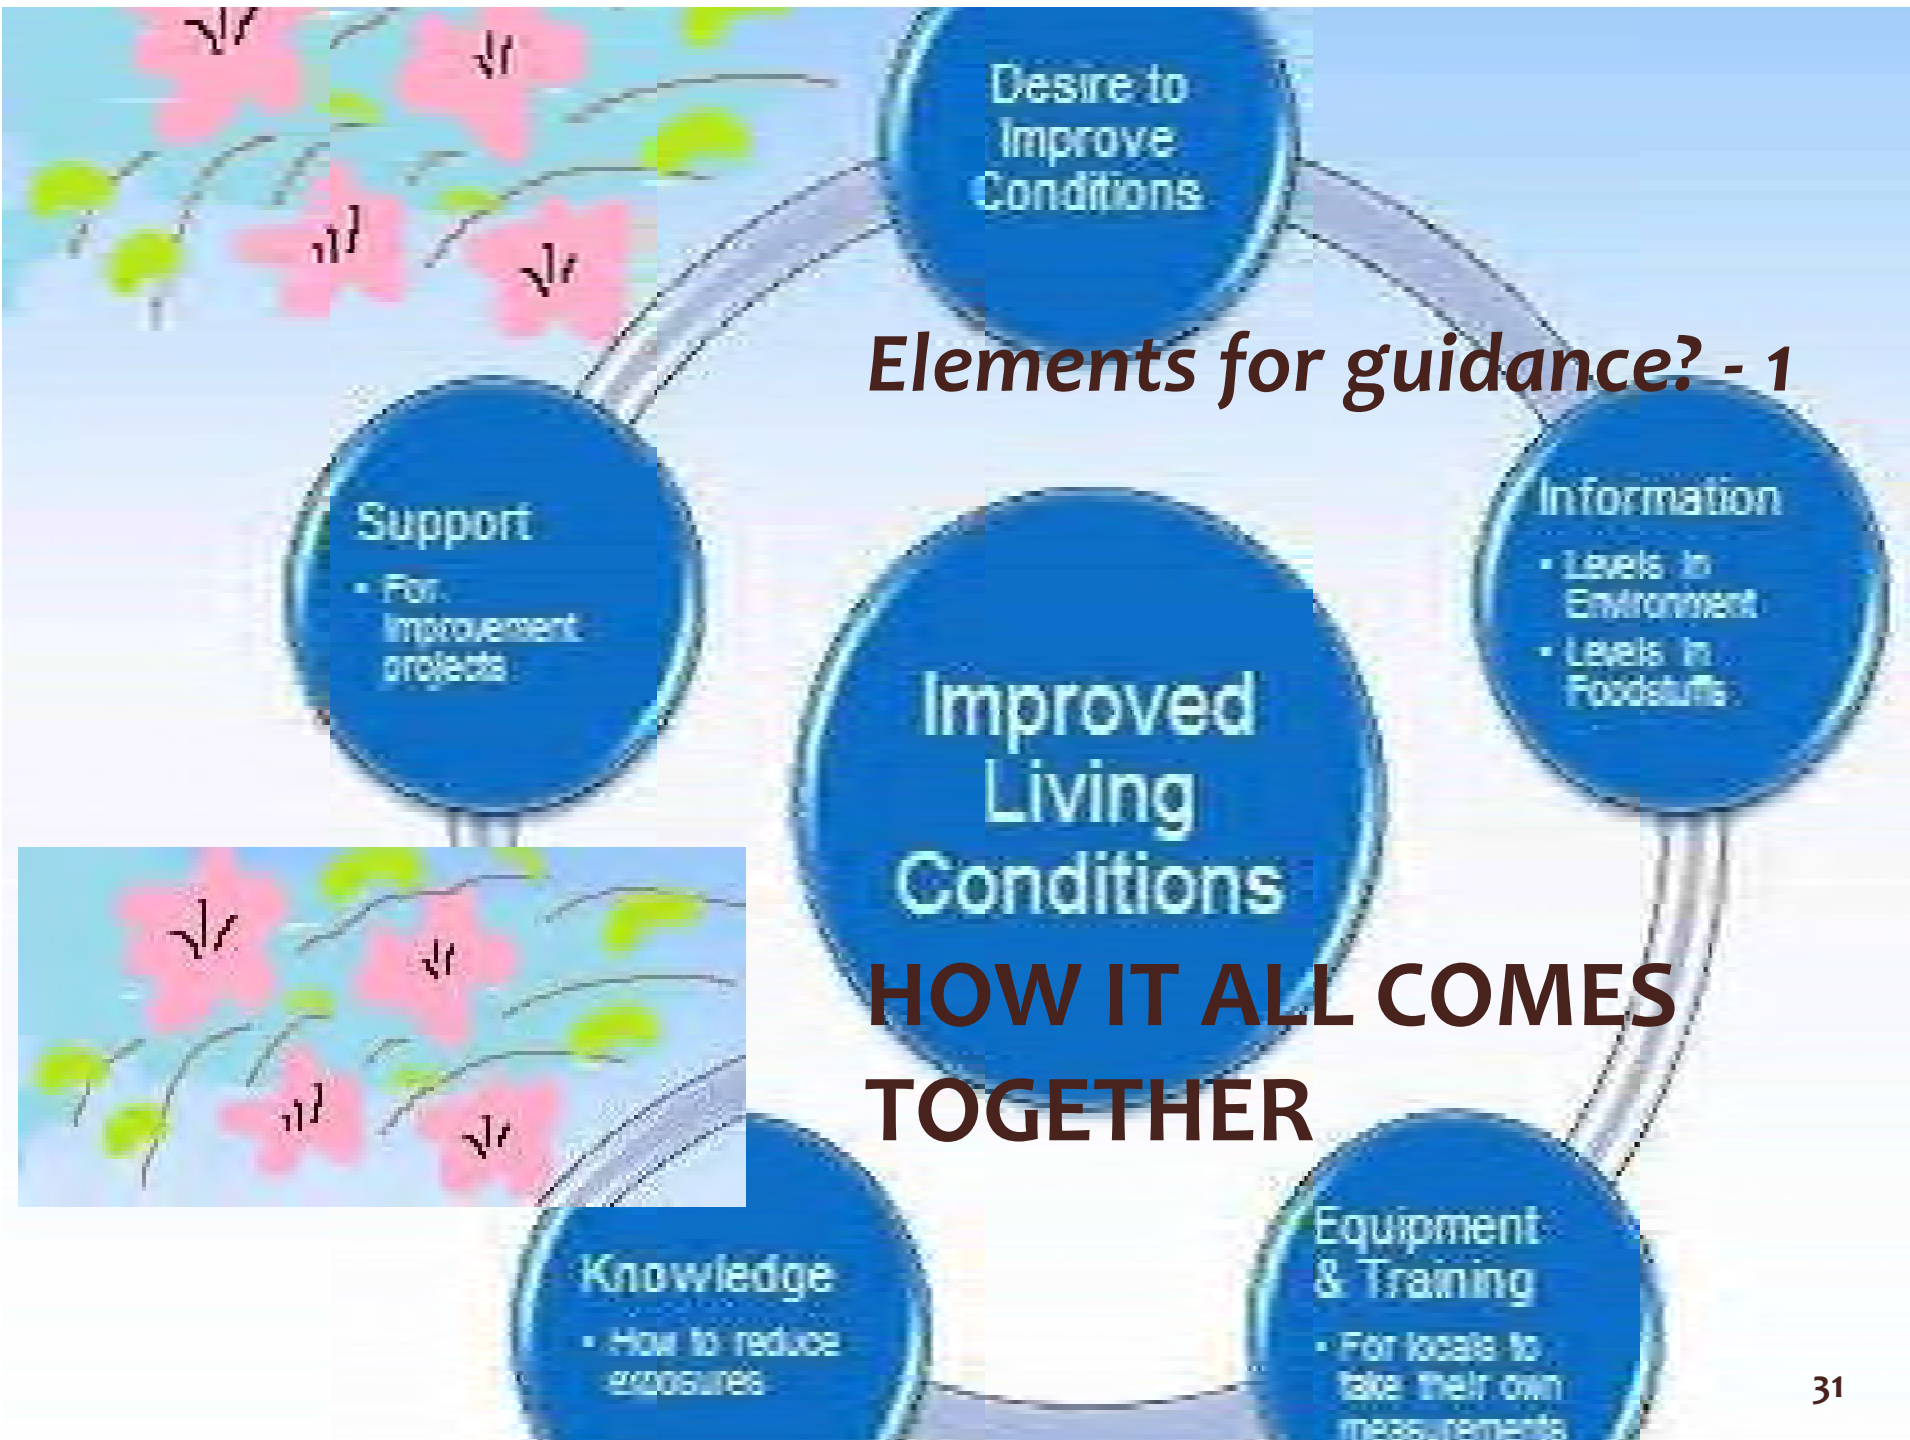 Desire to
Improve
Conditions
Elements for guidance? - 1
Support
• For
Improvement
projects
Information
• Levels in
Environment
• Levels in
Foodstuffs
Improved
Living
Conditions
HOW IT ALL COMES
TOGETHER
Knowledge
• How to reduce
exposures
Equipment
& Training
• For locals to
take their own
measurements
31